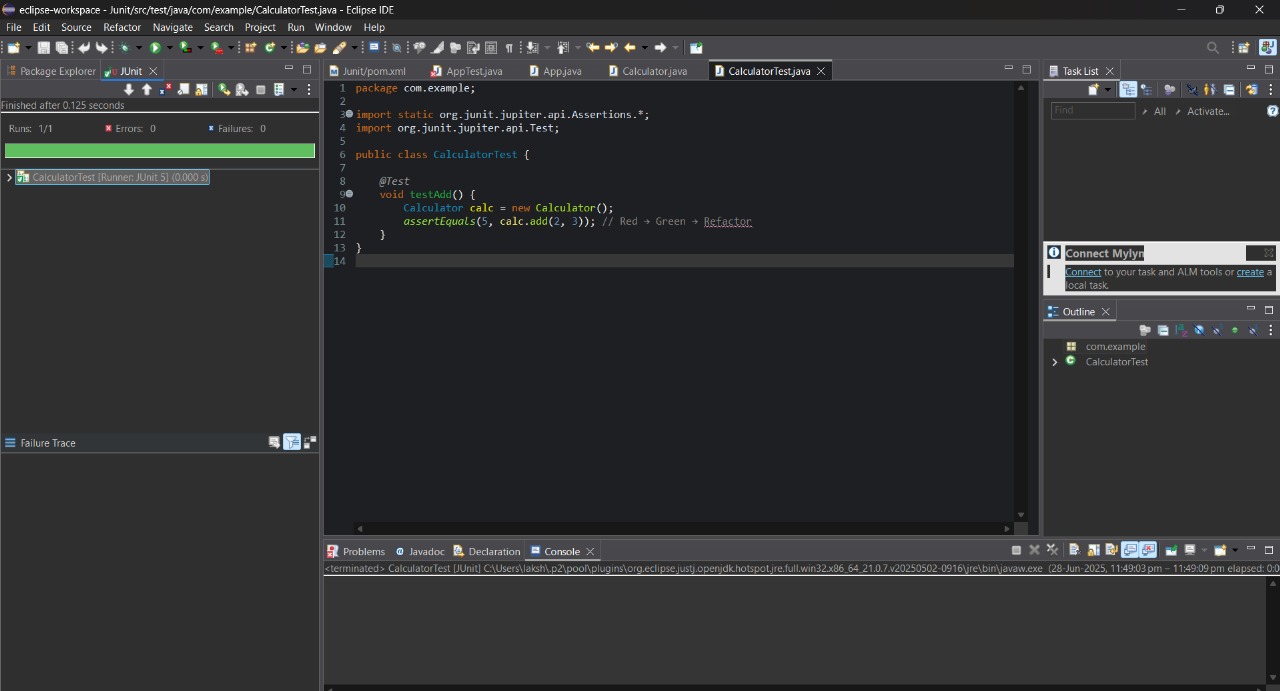 eclipse-workspace - Junit/src/test/java/com/example/CalculatorTest.java - Eclipse IDE
File Edit Source Refactor Navigate Search Project Run Window Help
Package Explorer JUnit
Finished after 0.125 seconds
Runs: 1/1 Errors: 0 Failures: 0
CalculatorTest [Runner: JUnit 5] (0.000 s)
Failure Trace
Junit/pom.xml AppTest.java App.java Calculator.java CalculatorTest.java
1 package com.example;
2
3 import static org.junit.jupiter.api.Assertions.*;
4 import org.junit.jupiter.api.Test;
5
6 public class CalculatorTest {
7
8 @Test
9 void testAdd() {
10 Calculator calc = new Calculator();
11 assertEquals(5, calc.add(2, 3)); // Red → Green → Refactor
12 }
13 }
14
Task List
Find All Activate...
Connect Mylyn
Connect to your task and ALM tools or create a
local task.
Outline
com.example
CalculatorTest
Problems Javadoc Declaration Console
<terminated> CalculatorTest [JUnit] C:\Users\laksh\.p2\pool\plugins\org.eclipse.justj.openjdk.hotspot.jre.full.win32.x86_64_21.0.7.v20250502-0916\jre\bin\javaw.exe (28-Jun-2025, 11:49:03 pm – 11:49:09 pm elapsed: 0:0